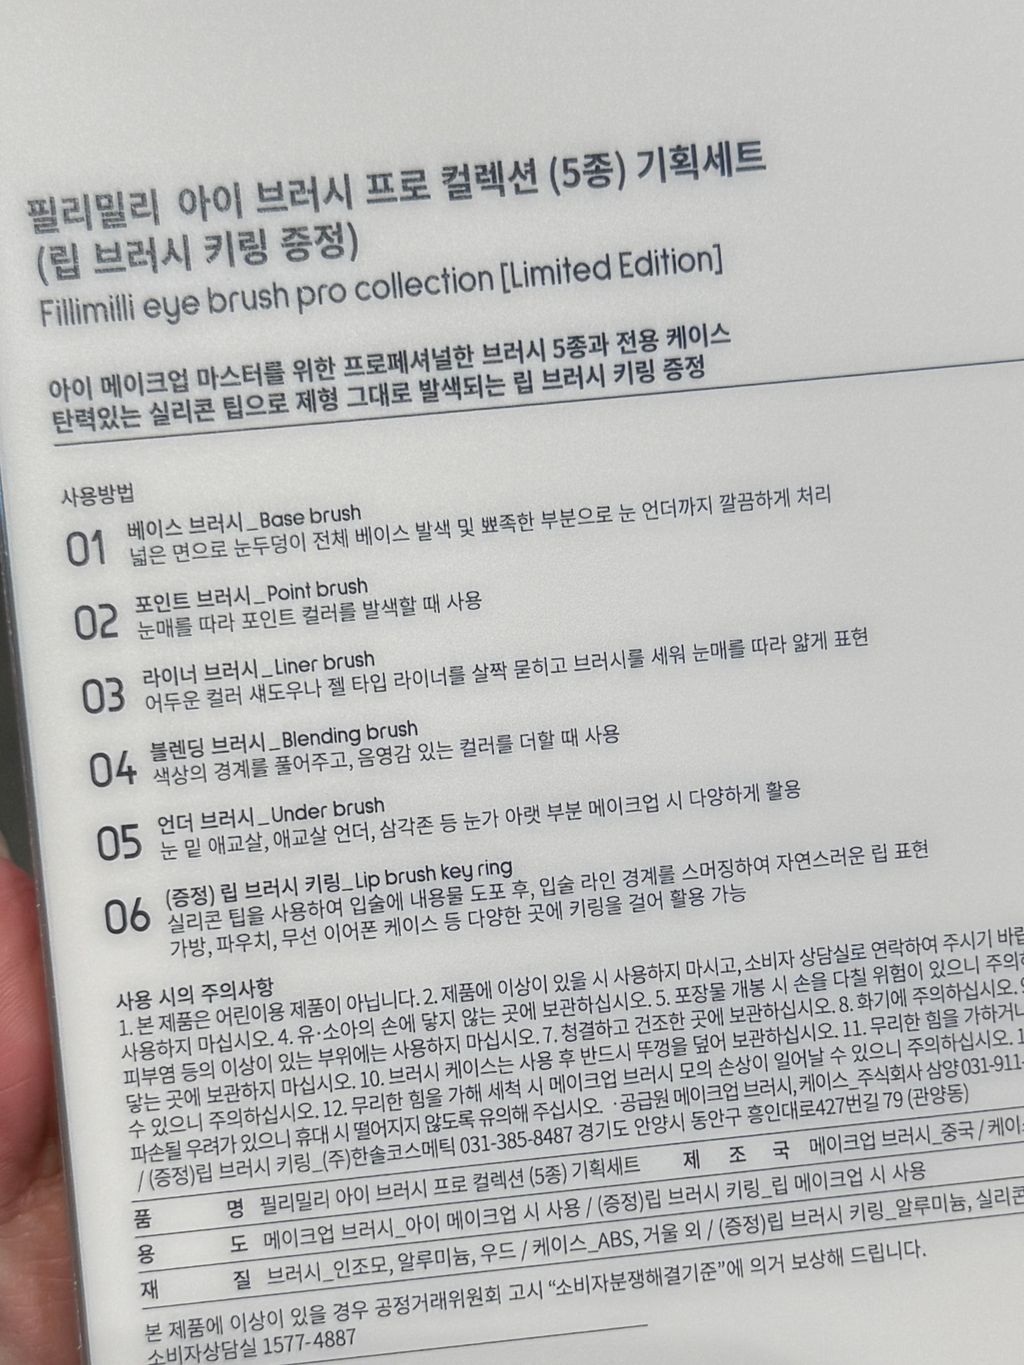 필리밀리 아이 브러시 프로 컬렉션 (5종) 기획세트
(립 브러시 키링 증정)
Fillimilli eye brush pro collection [Limited Edition]
아이 메이크업 마스터를 위한 프로페셔널한 브러시 5종과 전용 케이스
탄력있는 실리콘 팁으로 제형 그대로 발색되는 립 브러시 키링 증정
사용방법
01 베이스 브러시_Base brush
넓은 면으로 눈두덩이 전체 베이스 발색 및 뾰족한 부분으로 눈 언더까지 깔끔하게 처리
02 포인트 브러시_Point brush
눈매를 따라 포인트 컬러를 발색할 때 사용
03 라이너 브러시_Liner brush
어두운 컬러 섀도우나 젤 타입 라이너를 살짝 묻히고 브러시를 세워 눈매를 따라 얇게 표현
04 블렌딩 브러시_Blending brush
색상의 경계를 풀어주고, 음영감 있는 컬러를 더할 때 사용
05 언더 브러시_Under brush
눈 밑 애교살, 애교살 언더, 삼각존 등 눈가 아랫 부분 메이크업 시 다양하게 활용
06 (증정) 립 브러시 키링_Lip brush key ring
실리콘 팁을 사용하여 입술에 내용물 도포 후, 입술 라인 경계를 스머징하여 자연스러운 립 표현
가방, 파우치, 무선 이어폰 케이스 등 다양한 곳에 키링을 걸어 활용 가능
사용 시의 주의사항
1. 본 제품은 어린이용 제품이 아닙니다. 2. 제품에 이상이 있을 시 사용하지 마시고, 소비자 상담실로 연락하여 주시기 바랍
사용하지 마십시오. 4. 유·소아의 손에 닿지 않는 곳에 보관하십시오. 5. 포장물 개봉 시 손을 다칠 위험이 있으니 주의하
피부염 등의 이상이 있는 부위에는 사용하지 마십시오. 7. 청결하고 건조한 곳에 보관하십시오. 8. 화기에 주의하십시오.
닿는 곳에 보관하지 마십시오. 10. 브러시 케이스는 사용 후 반드시 뚜껑을 덮어 보관하십시오. 11. 무리한 힘을 가하거나
수 있으니 주의하십시오. 12. 무리한 힘을 가해 세척 시 메이크업 브러시 모의 손상이 일어날 수 있으니 주의하십시오.
파손될 우려가 있으니 휴대 시 떨어지지 않도록 유의해 주십시오. ·공급원 메이크업 브러시, 케이스_주식회사 삼양 031-911-
/ (증정)립 브러시 키링_(주)한솔코스메틱 031-385-8487 경기도 안양시 동안구 흥안대로427번길 79 (관양동)
품 명 필리밀리 아이 브러시 프로 컬렉션 (5종) 기획세트 제 조 국 메이크업 브러시_중국 / 케이스
용 도 메이크업 브러시_아이 메이크업 시 사용 / (증정)립 브러시 키링_립 메이크업 시 사용
재 질 브러시_인조모, 알루미늄, 우드 / 케이스_ABS, 거울 외 / (증정)립 브러시 키링_알루미늄, 실리콘
본 제품에 이상이 있을 경우 공정거래위원회 고시 “소비자분쟁해결기준”에 의거 보상해 드립니다.
소비자상담실 1577-4887